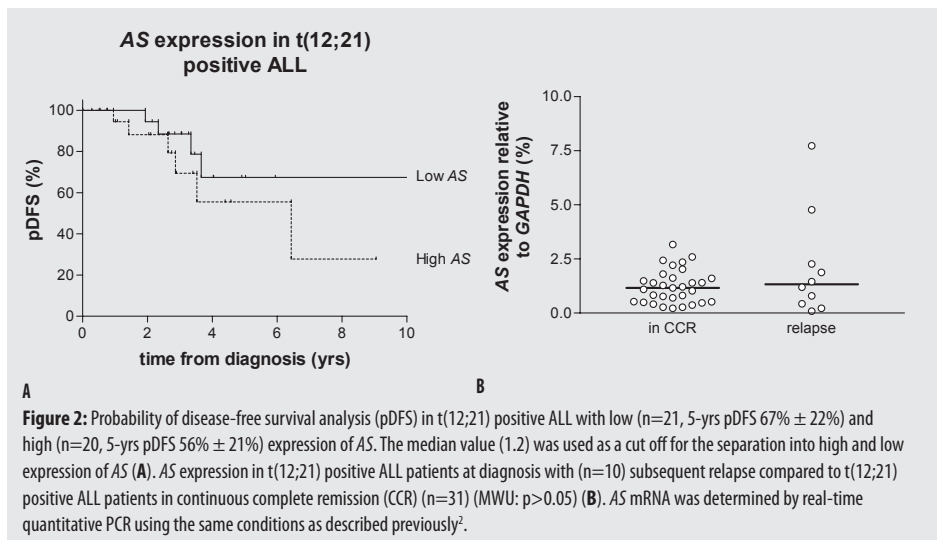 AS expression in t(12;21)
positive ALL
100
80
60
40
20
0
pDFS (%)
Low AS
High AS
0 2 4 6 8 10
time from diagnosis (yrs)
A
10.0
7.5
5.0
2.5
0.0
AS expression relative
to GAPDH (%)
in CCR relapse
B
Figure 2: Probability of disease-free survival analysis (pDFS) in t(12;21) positive ALL with low (n=21, 5-yrs pDFS 67% ± 22%) and
high (n=20, 5-yrs pDFS 56% ± 21%) expression of AS. The median value (1.2) was used as a cut off for the separation into high and low
expression of AS (A). AS expression in t(12;21) positive ALL patients at diagnosis with (n=10) subsequent relapse compared to t(12;21)
positive ALL patients in continuous complete remission (CCR) (n=31) (MWU: p>0.05) (B). AS mRNA was determined by real-time
quantitative PCR using the same conditions as described previously².